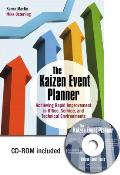 Karen Martin
Mike Osterling
The
Kaizen Event
Planner
Achieving Rapid Improvement
in Office, Service, and
Technical Environments
CD-ROM included